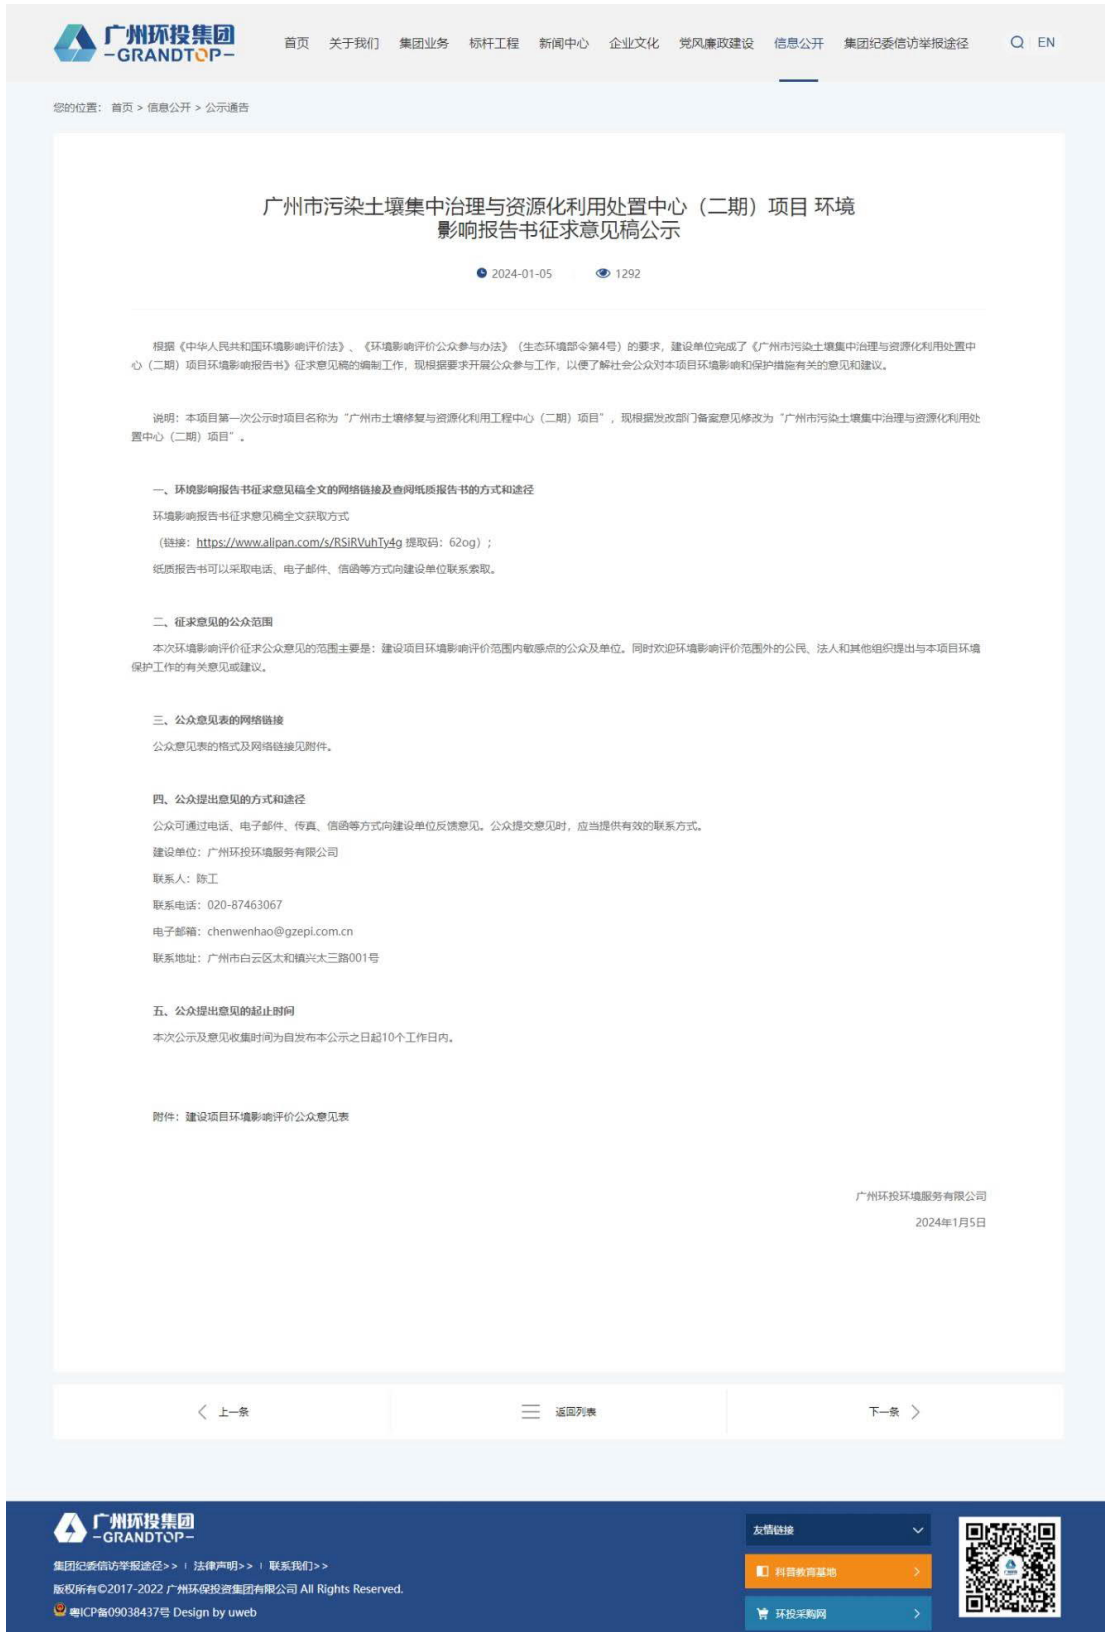 广州环投集团
-GRANDTOP-
首页 关于我们 集团业务 标杆工程 新闻中心 企业文化 党风廉政建设 信息公开 集团纪委信访举报途径 EN
您的位置： 首页 > 信息公开 > 公示通告
广州市污染土壤集中治理与资源化利用处置中心（二期）项目 环境
影响报告书征求意见稿公示
2024-01-05 1292
根据《中华人民共和国环境影响评价法》、《环境影响评价公众参与办法》（生态环境部令第4号）的要求，建设单位完成了《广州市污染土壤集中治理与资源化利用处置中
心（二期）项目环境影响报告书》征求意见稿的编制工作，现根据要求开展公众参与工作，以便了解社会公众对本项目环境影响和保护措施有关的意见和建议。
说明：本项目第一次公示时项目名称为“广州市土壤修复与资源化利用工程中心（二期）项目”，现根据发改部门备案意见修改为“广州市污染土壤集中治理与资源化利用处
置中心（二期）项目”。
一、环境影响报告书征求意见稿全文的网络链接及查阅纸质报告书的方式和途径
环境影响报告书征求意见稿全文获取方式
（链接：https://www.alipan.com/s/RSiRVuhTy4g 提取码：62og）；
纸质报告书可以采取电话、电子邮件、信函等方式向建设单位联系索取。
二、征求意见的公众范围
本次环境影响评价征求公众意见的范围主要是：建设项目环境影响评价范围内敏感点的公众及单位。同时欢迎环境影响评价范围外的公民、法人和其他组织提出与本项目环境
保护工作的有关意见或建议。
三、公众意见表的网络链接
公众意见表的格式及网络链接见附件。
四、公众提出意见的方式和途径
公众可通过电话、电子邮件、传真、信函等方式向建设单位反馈意见。公众提交意见时，应当提供有效的联系方式。
建设单位：广州环投环境服务有限公司
联系人：陈工
联系电话：020-87463067
电子邮箱：chenwenhao@gzepi.com.cn
联系地址：广州市白云区太和镇兴太三路001号
五、公众提出意见的起止时间
本次公示及意见收集时间为自发布本公示之日起10个工作日内。
附件：建设项目环境影响评价公众意见表
广州环投环境服务有限公司
2024年1月5日
上一条 返回列表 下一条
广州环投集团
-GRANDTOP-
集团纪委信访举报途径>> | 法律声明>> | 联系我们>>
版权所有©2017-2022 广州环保投资集团有限公司 All Rights Reserved.
粤ICP备09038437号 Design by uweb
友情链接
科普教育基地
环投采购网